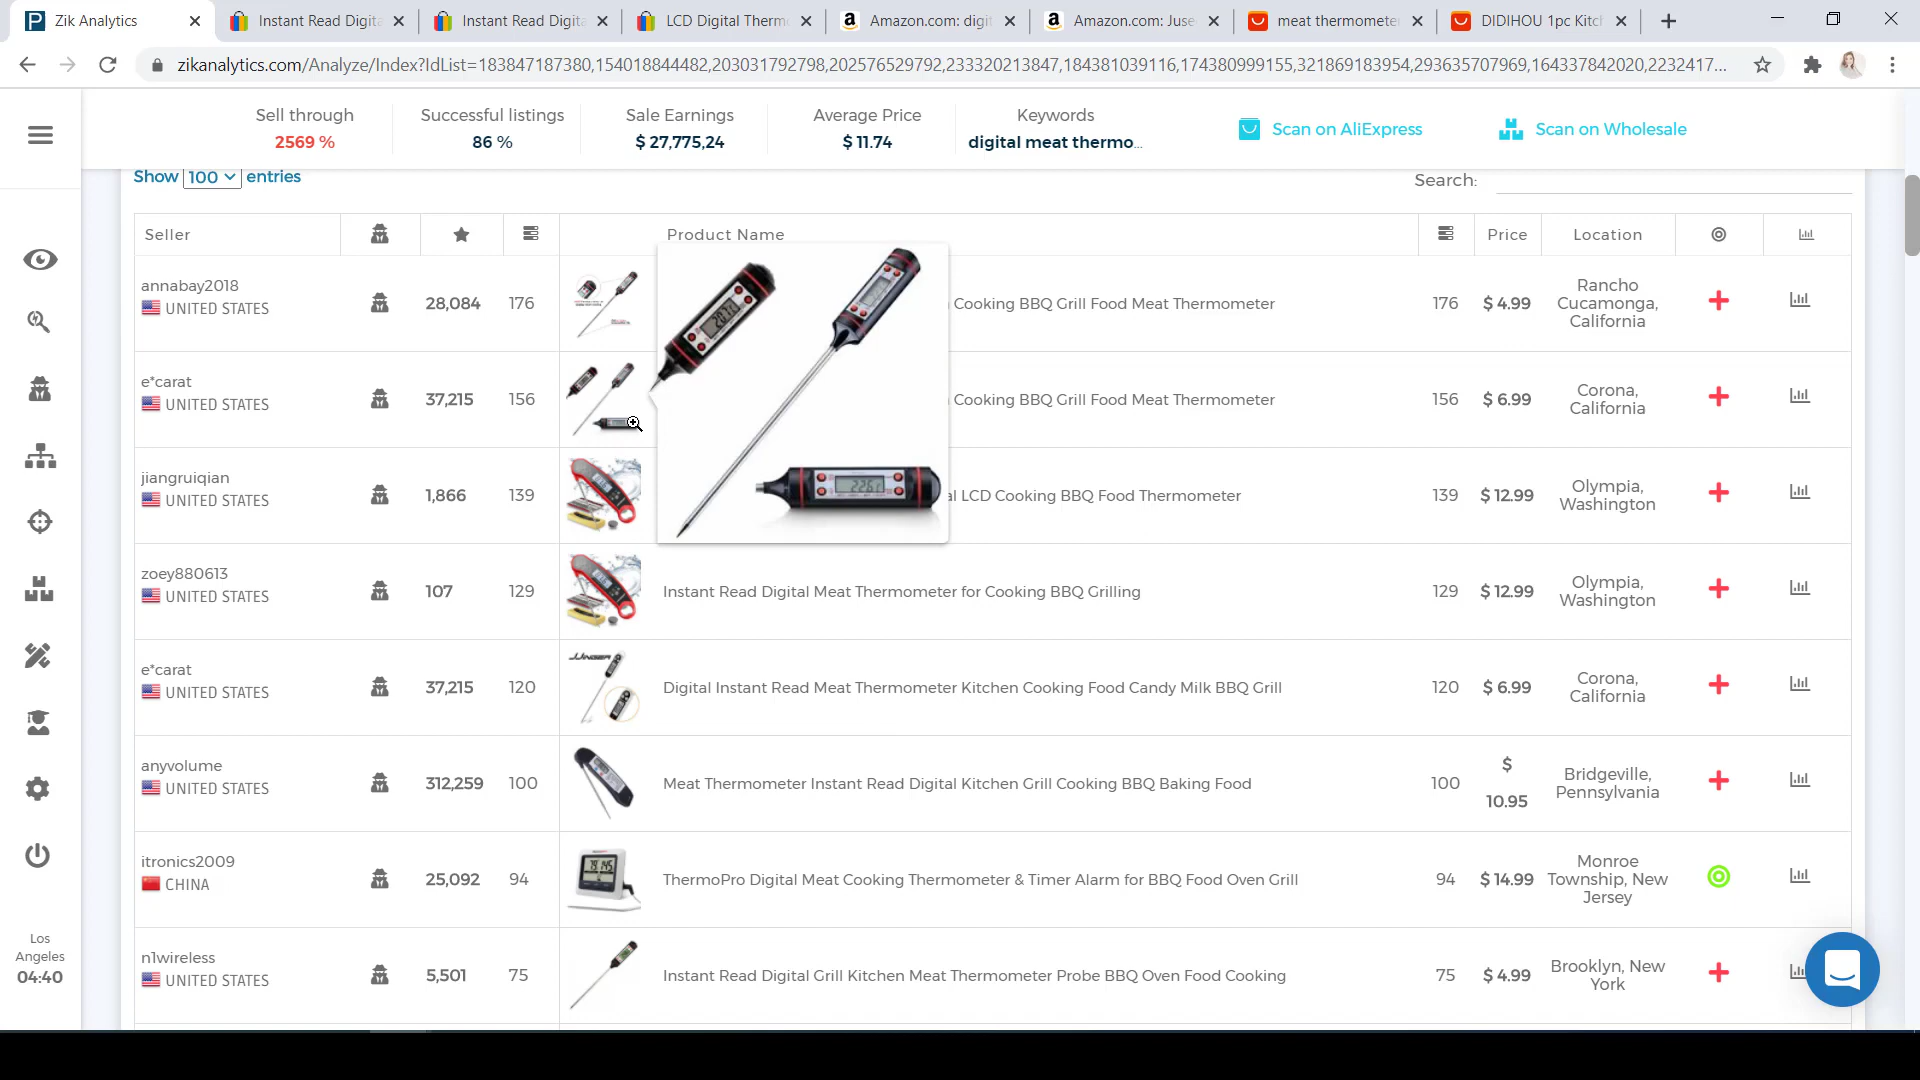 Zik Analytics
Instant Read Digita
Instant Read Digita
LCD Digital Therm
Amazon.com: digi
Amazon.com: Juse
meat thermomete
DIDIHOU 1pc Kitc
zikanalytics.com/Analyze/Index?IdList=183847187380,154018844482,203031792798,202576529792,233320213847,184381039116,174380999155,321869183954,293635707969,164337842020,2232417...
Sell through
2569 %
Successful listings
86 %
Sale Earnings
$ 27,775,24
Average Price
$ 11.74
Keywords
digital meat thermo...
Scan on AliExpress
Scan on Wholesale
Show 100 entries
Search:
Seller
Product Name
Price
Location
annabay2018
UNITED STATES
28,084
176
Cooking BBQ Grill Food Meat Thermometer
176
$ 4.99
Rancho
Cucamonga,
California
e*carat
UNITED STATES
37,215
156
Cooking BBQ Grill Food Meat Thermometer
156
$ 6.99
Corona,
California
jiangruiqian
UNITED STATES
1,866
139
al LCD Cooking BBQ Food Thermometer
139
$ 12.99
Olympia,
Washington
zoey880613
UNITED STATES
107
129
Instant Read Digital Meat Thermometer for Cooking BBQ Grilling
129
$ 12.99
Olympia,
Washington
e*carat
UNITED STATES
37,215
120
Digital Instant Read Meat Thermometer Kitchen Cooking Food Candy Milk BBQ Grill
120
$ 6.99
Corona,
California
anyvolume
UNITED STATES
312,259
100
Meat Thermometer Instant Read Digital Kitchen Grill Cooking BBQ Baking Food
100
$
10.95
Bridgeville,
Pennsylvania
itronics2009
CHINA
25,092
94
ThermoPro Digital Meat Cooking Thermometer & Timer Alarm for BBQ Food Oven Grill
94
$ 14.99
Monroe
Township, New
Jersey
n1wireless
UNITED STATES
5,501
75
Instant Read Digital Grill Kitchen Meat Thermometer Probe BBQ Oven Food Cooking
75
$ 4.99
Brooklyn, New
York
Los
Angeles
04:40